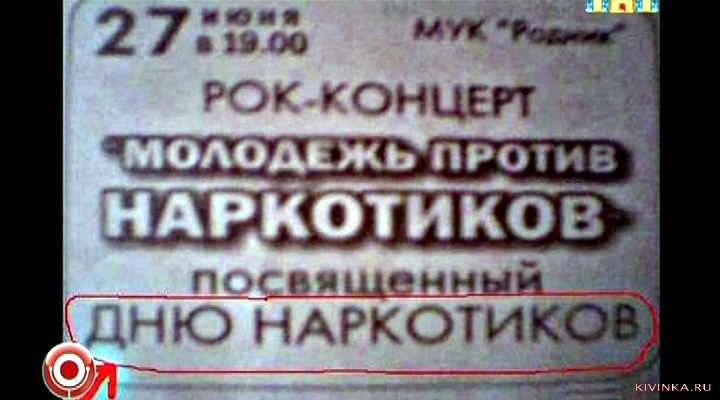 27 ИЮНЯ
в 19.00
МУК "Родник"
РОК-КОНЦЕРТ
"МОЛОДЕЖЬ ПРОТИВ
НАРКОТИКОВ"
посвященный
ДНЮ НАРКОТИКОВ
KIVINKA.RU